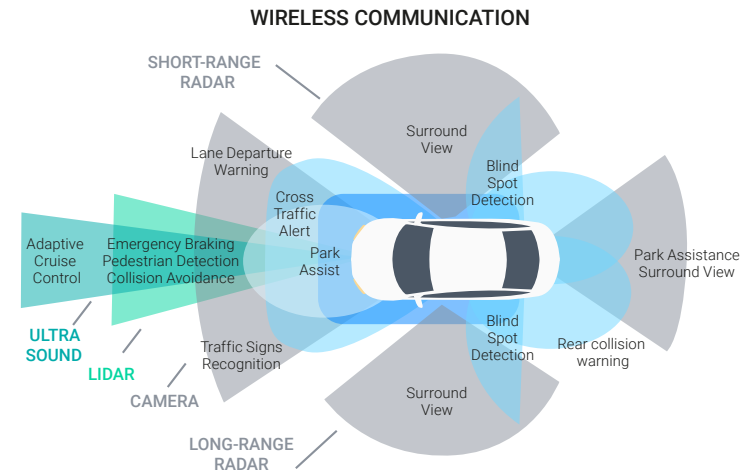 WIRELESS COMMUNICATION
SHORT-RANGE
RADAR
Surround
View
Lane Departure
Warning
Blind
Spot
Detection
Cross
Traffic
Alert
Park
Assist
Adaptive
Cruise
Control
Emergency Braking
Pedestrian Detection
Collision Avoidance
Park Assistance
Surround View
ULTRA
SOUND
LIDAR
CAMERA
Traffic Signs
Recognition
Blind
Spot
Detection
Rear collision
warning
Surround
View
LONG-RANGE
RADAR